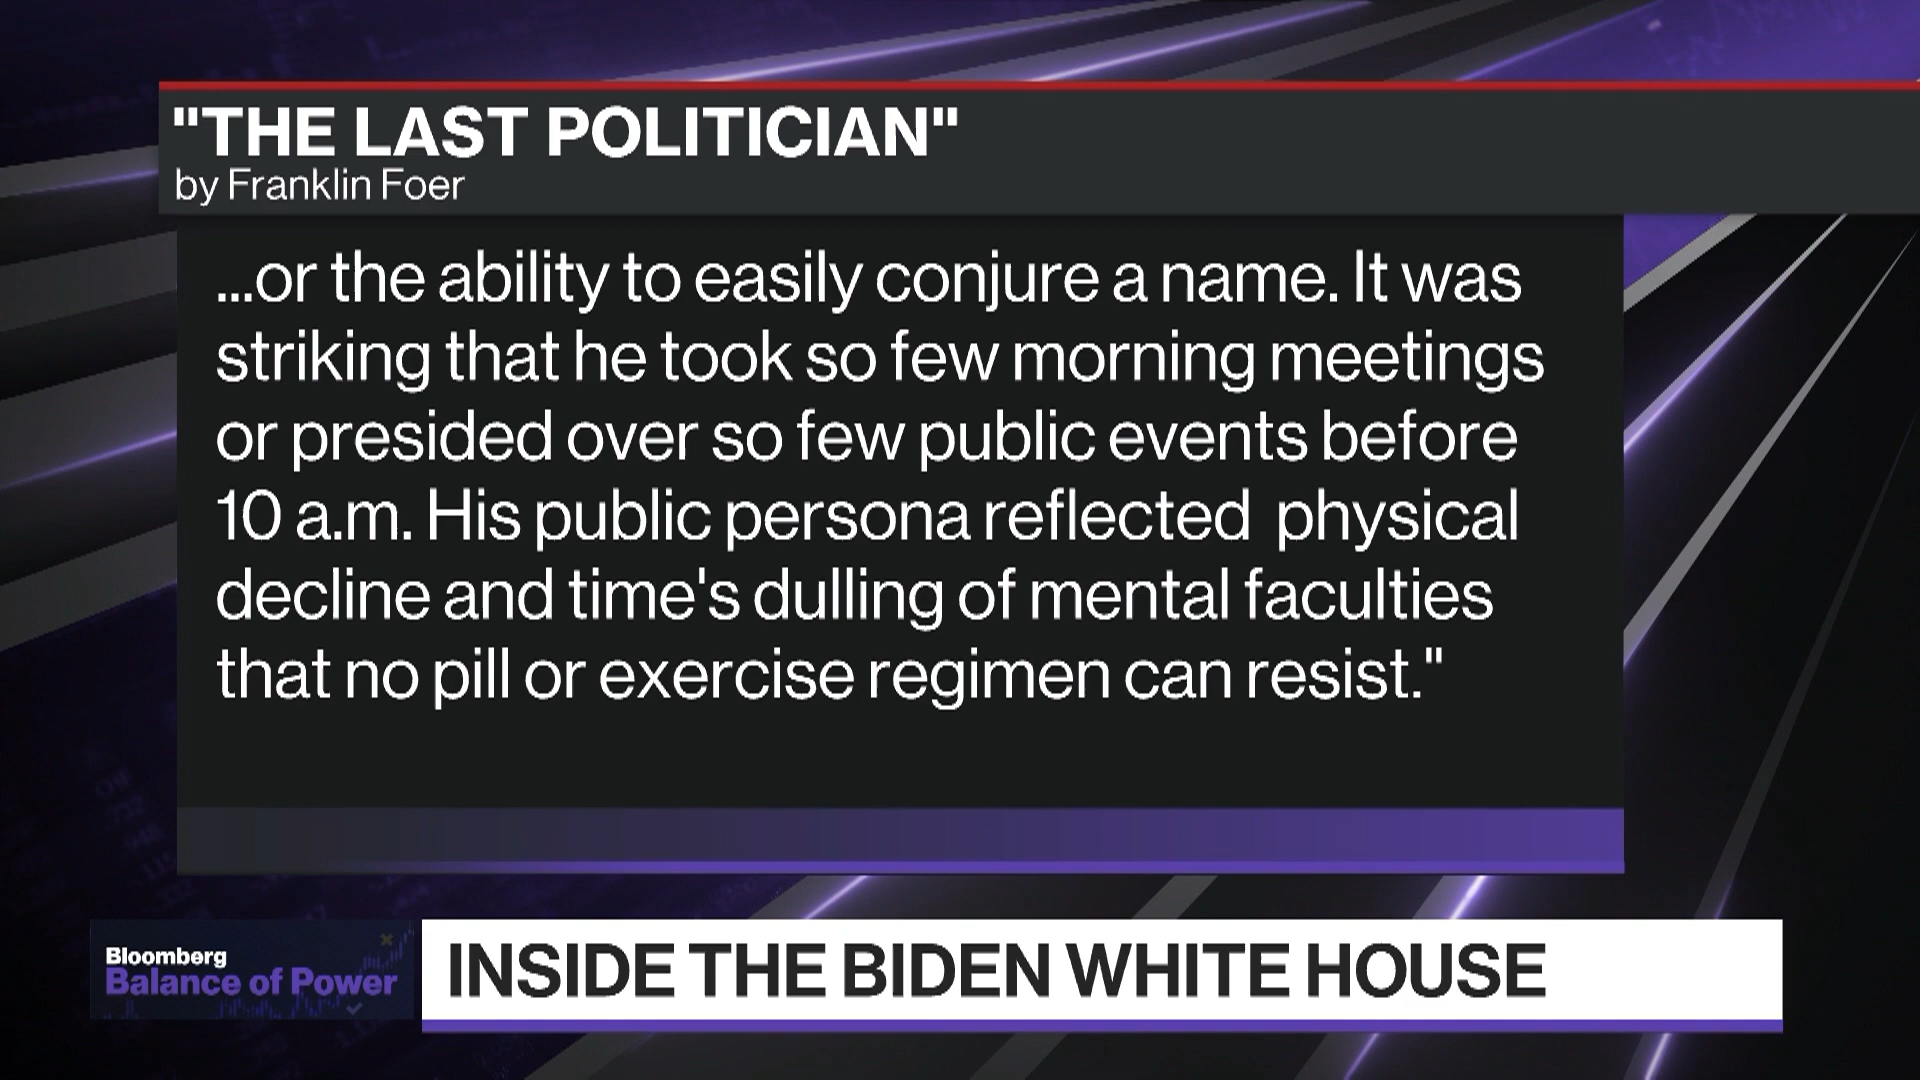 "THE LAST POLITICIAN"
by Franklin Foer
...or the ability to easily conjure a name. It was
striking that he took so few morning meetings
or presided over so few public events before
10 a.m. His public persona reflected  physical
decline and time's dulling of mental faculties
that no pill or exercise regimen can resist."
Bloomberg
Balance of Power
INSIDE THE BIDEN WHITE HOUSE